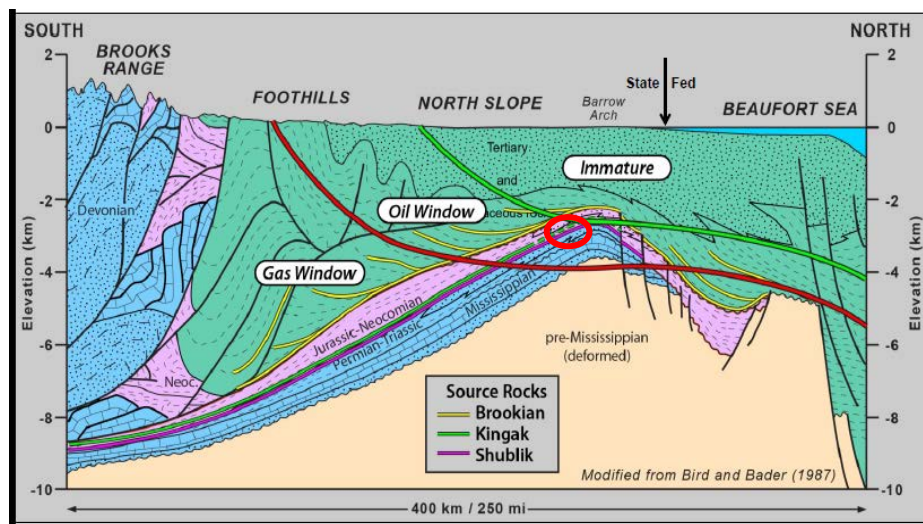 SOUTH
NORTH
BROOKS
RANGE
FOOTHILLS
NORTH SLOPE
Barrow
Arch
State
Fed
BEAUFORT SEA
2
0
-2
-4
-6
-8
-10
Elevation (km)
2
0
-2
-4
-6
-8
-10
Elevation (km)
Tertiary
and
aceous
Immature
Oil Window
Gas Window
Devonian
Neoc.
Jurassic-Neocomian
Permian-Triassic
Mississippian
pre-Mississippian
(deformed)
Source Rocks
Brookian
Kingak
Shublik
Modified from Bird and Bader (1987)
400 km / 250 mi